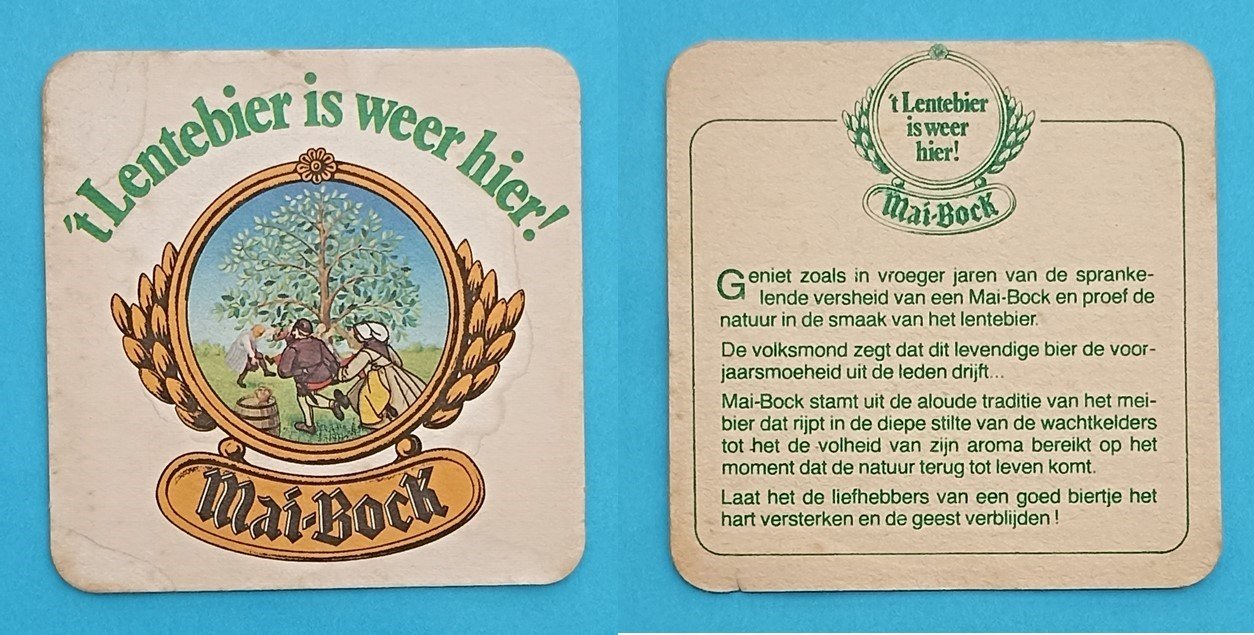 't Lentebier is weer hier!
Mai-Bock
't Lentebier
is weer
hier!
Mai-Bock
Geniet zoals in vroeger jaren van de spranke-
lende versheid van een Mai-Bock en proef de
natuur in de smaak van het lentebier.
De volksmond zegt dat dit levendige bier de voor-
jaarsmoeheid uit de leden drijft...
Mai-Bock stamt uit de aloude traditie van het mei-
bier dat rijpt in de diepe stilte van de wachtkelders
tot het de volheid van zijn aroma bereikt op het
moment dat de natuur terug tot leven komt.
Laat het de liefhebbers van een goed biertje het
hart versterken en de geest verblijden!